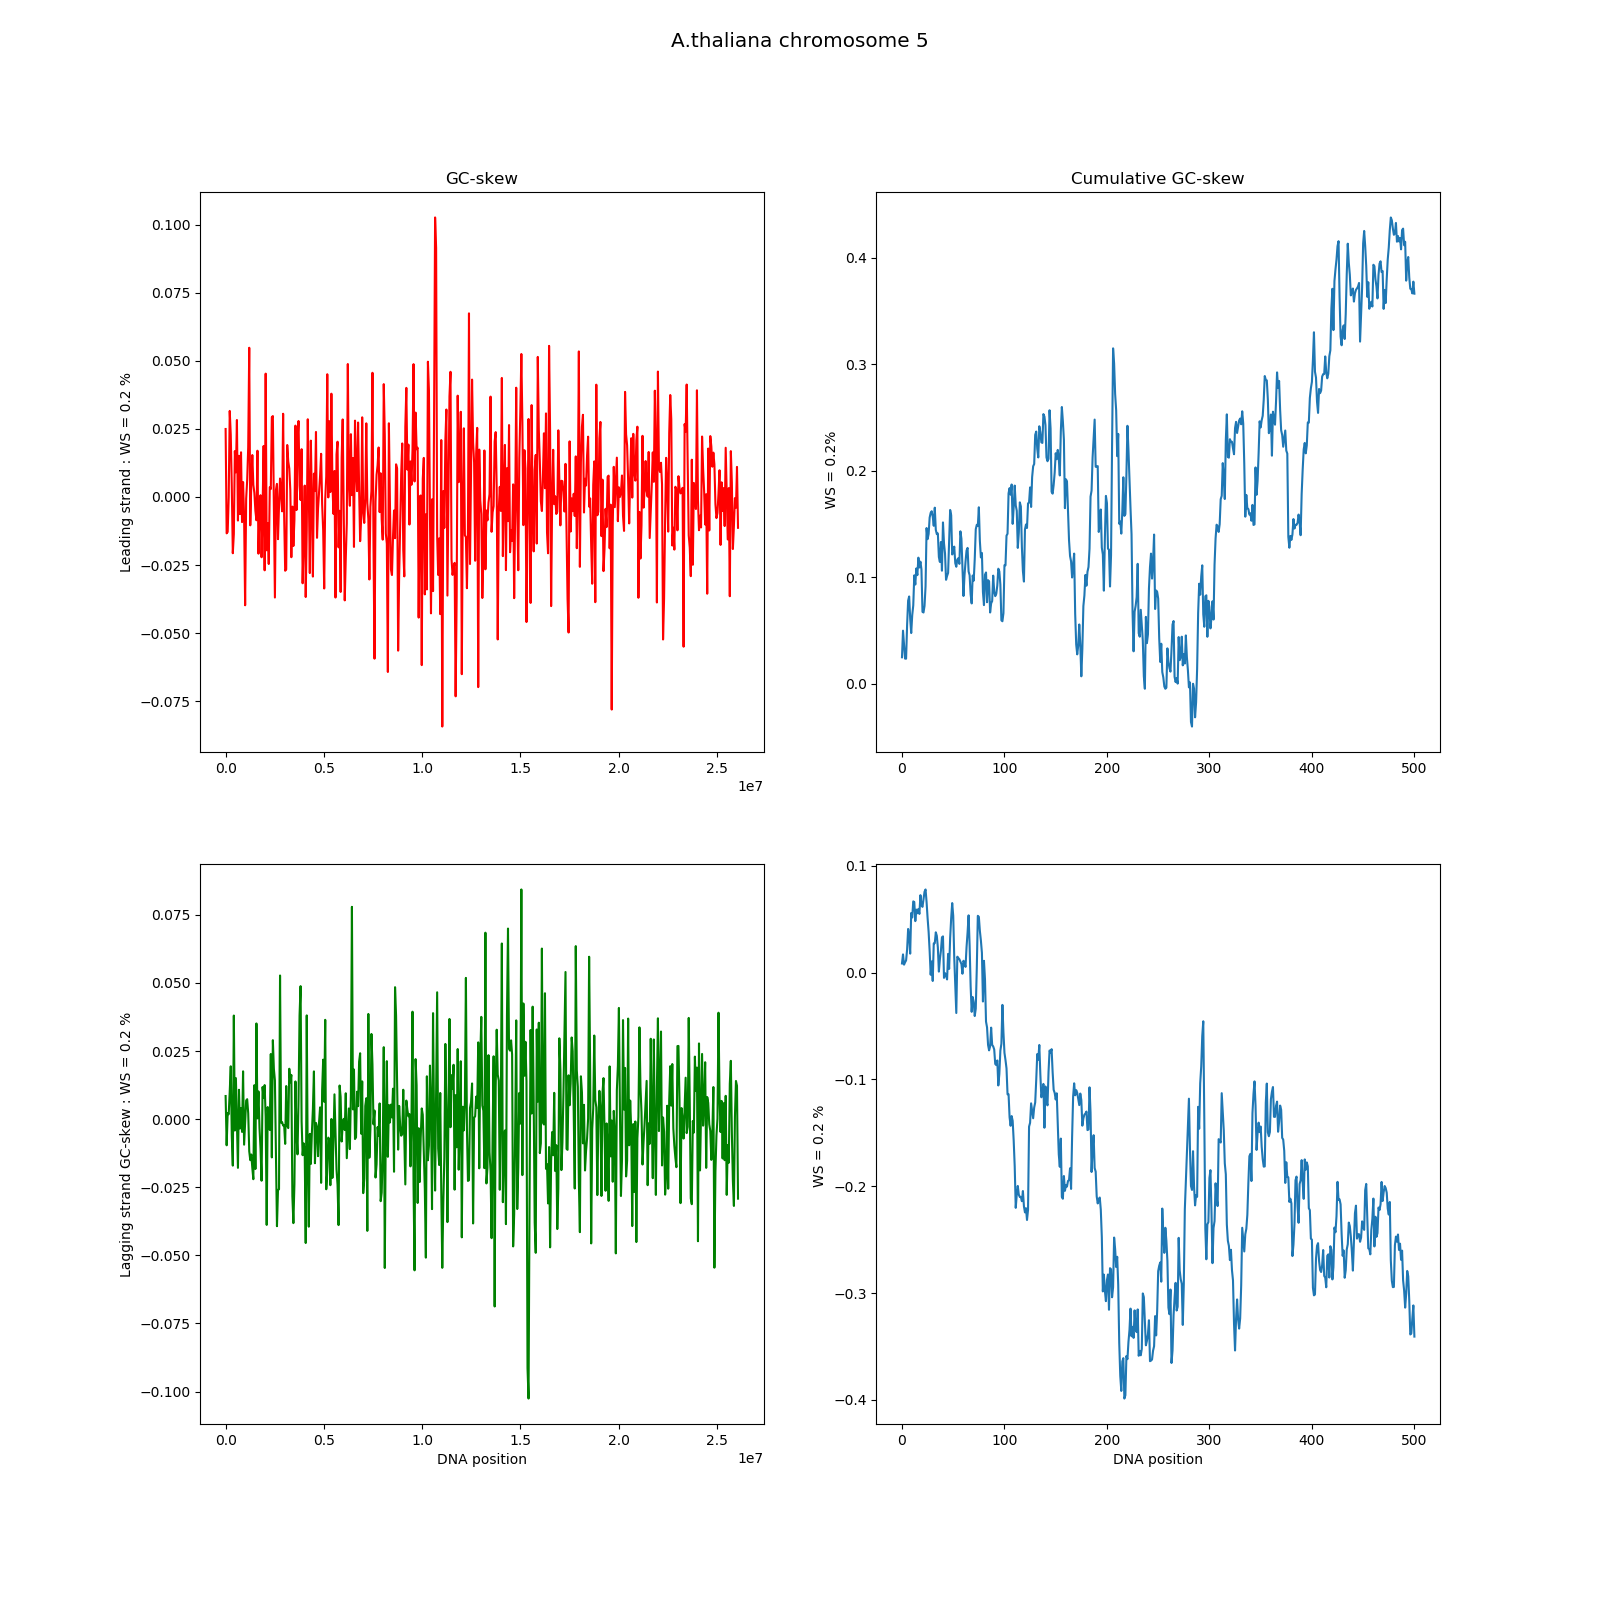 A.thaliana chromosome 5
GC-skew
Leading strand : WS = 0.2 %
0.100
0.075
0.050
0.025
0.000
−0.025
−0.050
−0.075
0.0 0.5 1.0 1.5 2.0 2.5
1e7
Cumulative GC-skew
WS = 0.2%
0.4
0.3
0.2
0.1
0.0
0 100 200 300 400 500
Lagging strand GC-skew : WS = 0.2 %
0.075
0.050
0.025
0.000
−0.025
−0.050
−0.075
−0.100
0.0 0.5 1.0 1.5 2.0 2.5
1e7
DNA position
WS = 0.2 %
0.1
0.0
−0.1
−0.2
−0.3
−0.4
0 100 200 300 400 500
DNA position